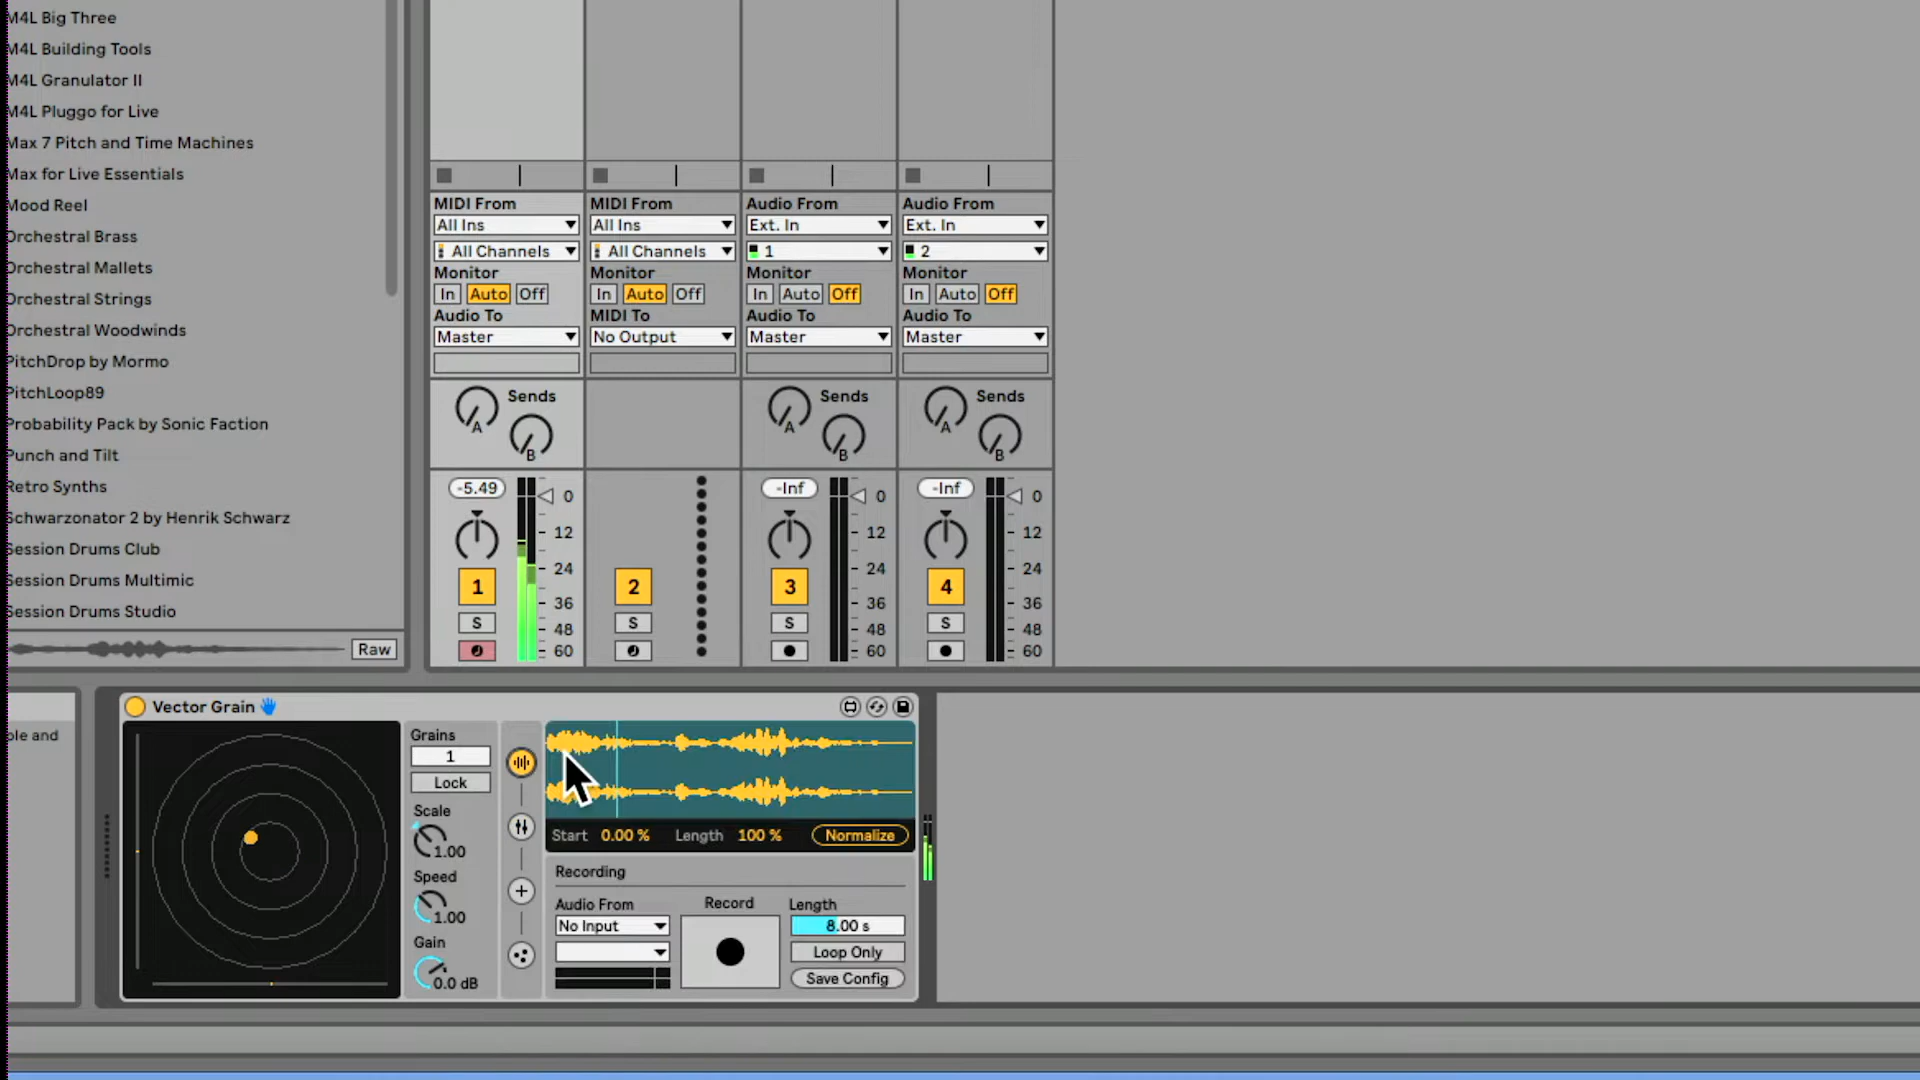 M4L Big Three
M4L Building Tools
M4L Granulator II
M4L Pluggo for Live
Max 7 Pitch and Time Machines
Max for Live Essentials
Mood Reel
Orchestral Brass
Orchestral Mallets
Orchestral Strings
Orchestral Woodwinds
PitchDrop by Mormo
PitchLoop89
Probability Pack by Sonic Faction
Punch and Tilt
Retro Synths
Schwarzonator 2 by Henrik Schwarz
Session Drums Club
Session Drums Multimic
Session Drums Studio
Raw
MIDI From
All Ins
All Channels
Monitor
In Auto Off
Audio To
Master
Sends
A
B
-5.49
0
12
24
36
48
60
1
S
MIDI From
All Ins
All Channels
Monitor
In Auto Off
MIDI To
No Output
2
S
Audio From
Ext. In
1
Monitor
In Auto Off
Audio To
Master
Sends
A
B
-Inf
0
12
24
36
48
60
3
S
Audio From
Ext. In
2
Monitor
In Auto Off
Audio To
Master
Sends
A
B
-Inf
0
12
24
36
48
60
4
S
ple and
Vector Grain
Grains
1
Lock
Scale
1.00
Speed
1.00
Gain
0.0 dB
Start 0.00 % Length 100 % Normalize
Recording
Audio From
No Input
Record
Length
8.00 s
Loop Only
Save Config